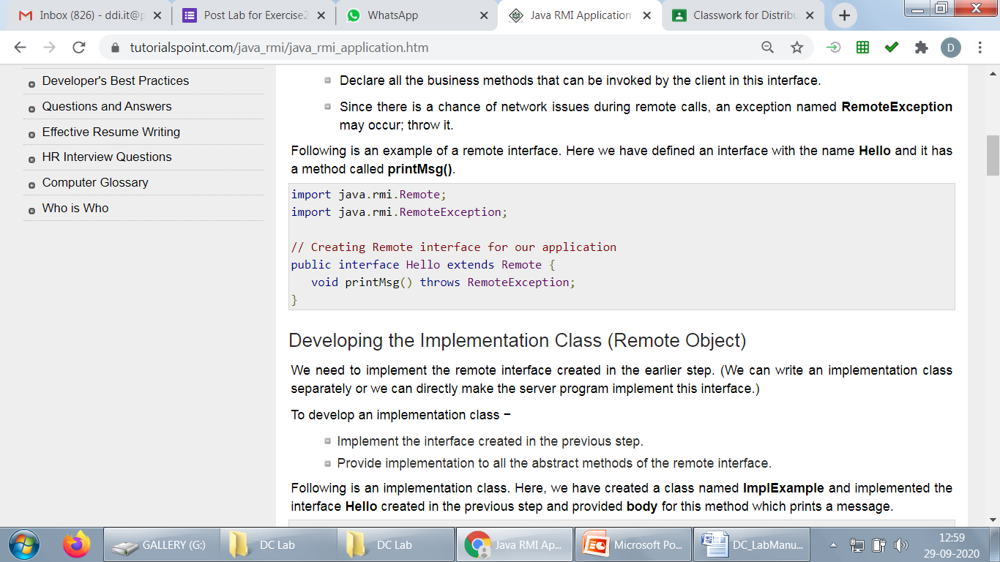 Inbox (826) - ddi.it@p
Post Lab for Exercise2
WhatsApp
Java RMI Application
Classwork for Distribu
tutorialspoint.com/java_rmi/java_rmi_application.htm
D
Developer's Best Practices
Questions and Answers
Effective Resume Writing
HR Interview Questions
Computer Glossary
Who is Who
Declare all the business methods that can be invoked by the client in this interface.
Since there is a chance of network issues during remote calls, an exception named RemoteException
may occur; throw it.
Following is an example of a remote interface. Here we have defined an interface with the name Hello and it has
a method called printMsg().
import java.rmi.Remote;
import java.rmi.RemoteException;
// Creating Remote interface for our application
public interface Hello extends Remote {
   void printMsg() throws RemoteException;
}
Developing the Implementation Class (Remote Object)
We need to implement the remote interface created in the earlier step. (We can write an implementation class
separately or we can directly make the server program implement this interface.)
To develop an implementation class −
Implement the interface created in the previous step.
Provide implementation to all the abstract methods of the remote interface.
Following is an implementation class. Here, we have created a class named ImplExample and implemented the
interface Hello created in the previous step and provided body for this method which prints a message.
GALLERY (G:)
DC Lab
DC Lab
Java RMI Ap...
Microsoft Po...
DC_LabManu...
12:59
29-09-2020